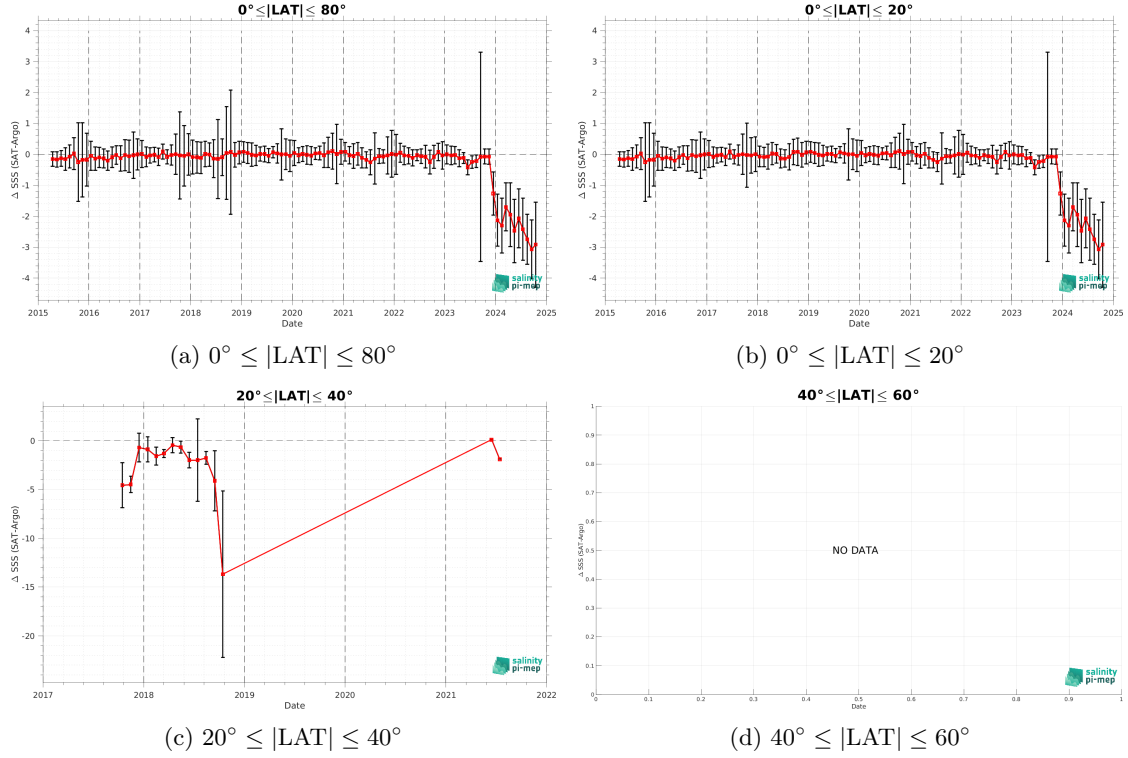 0°≤|LAT|≤ 80°
4
3
2
1
0
-1
-2
-3
-4
Δ SSS (SAT-Argo)
2015 2016 2017 2018 2019 2020 2021 2022 2023 2024 2025
Date
salinity
pi-mep
(a) 0° ≤ |LAT| ≤ 80°
0°≤|LAT|≤ 20°
4
3
2
1
0
-1
-2
-3
-4
Δ SSS (SAT-Argo)
2015 2016 2017 2018 2019 2020 2021 2022 2023 2024 2025
Date
salinity
pi-mep
(b) 0° ≤ |LAT| ≤ 20°
20°≤|LAT|≤ 40°
0
-5
-10
-15
-20
Δ SSS (SAT-Argo)
2017 2018 2019 2020 2021 2022
Date
salinity
pi-mep
(c) 20° ≤ |LAT| ≤ 40°
40°≤|LAT|≤ 60°
1
0.9
0.8
0.7
0.6
0.5
0.4
0.3
0.2
0.1
0
Δ SSS (SAT-Argo)
NO DATA
0 0.1 0.2 0.3 0.4 0.5 0.6 0.7 0.8 0.9 1
Date
salinity
pi-mep
(d) 40° ≤ |LAT| ≤ 60°